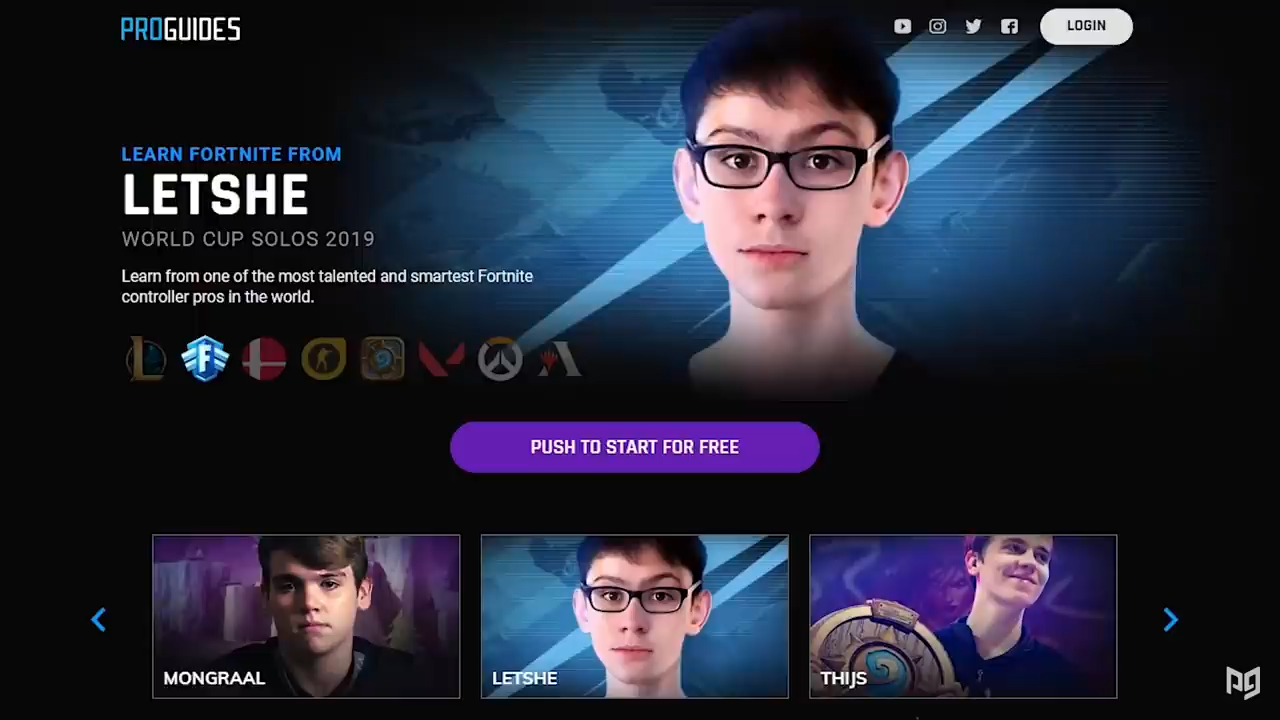 PROGUIDES
LOGIN
LEARN FORTNITE FROM
LETSHE
WORLD CUP SOLOS 2019
Learn from one of the most talented and smartest Fortnite
controller pros in the world.
PUSH TO START FOR FREE
MONGRAAL
LETSHE
THIJS